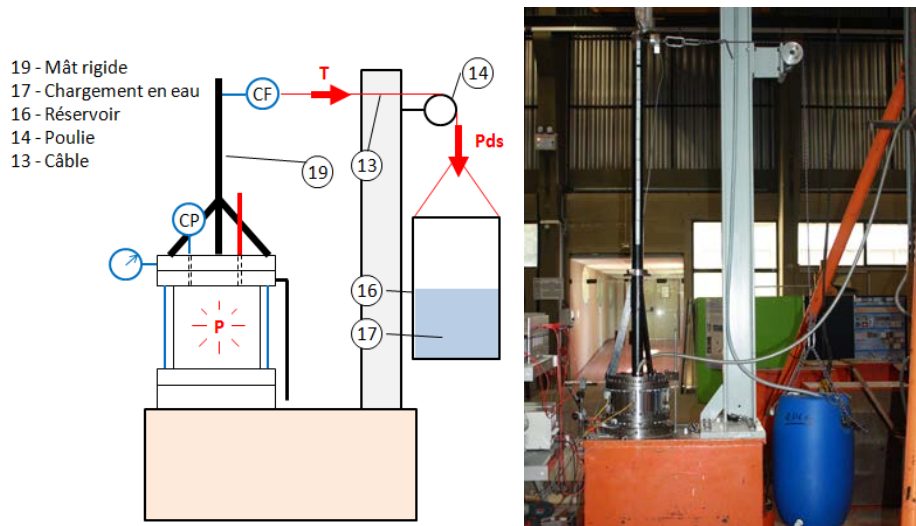 19 - Mât rigide
17 - Chargement en eau
16 - Réservoir
14 - Poulie
13 - Câble
T
CF
14
Pds
13
19
CP
P
16
17